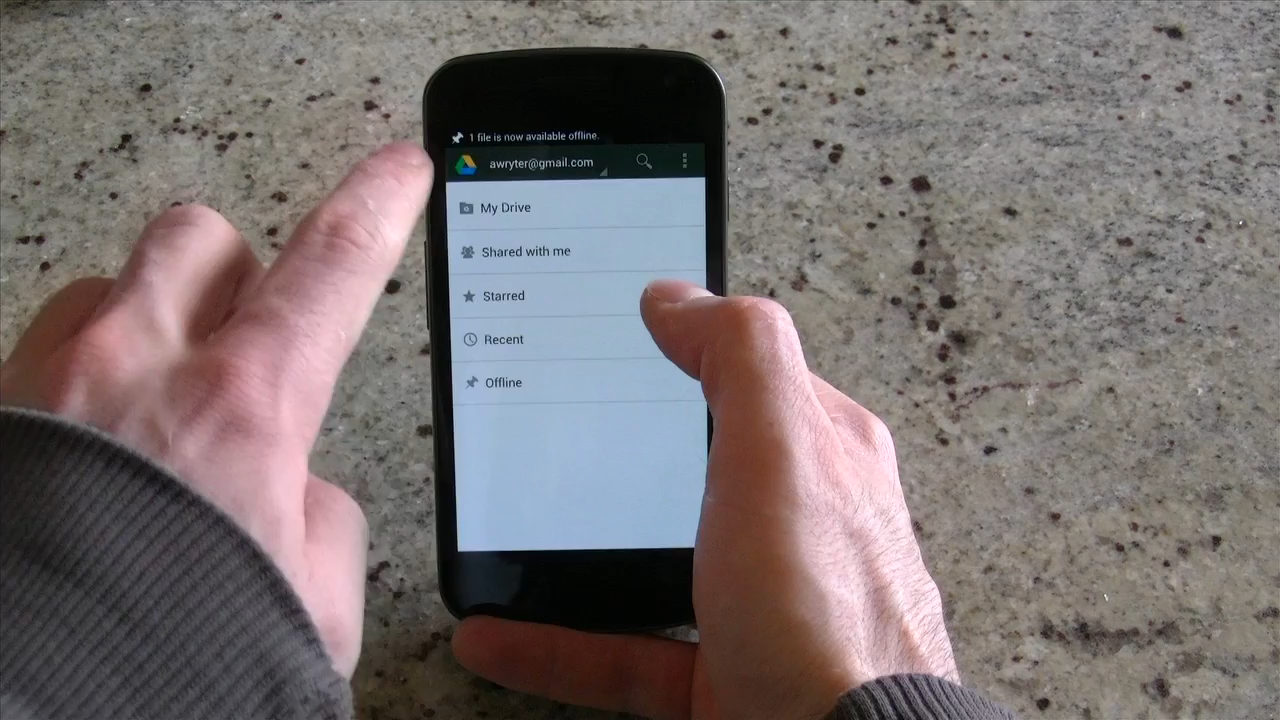 1 file is now available offline.
awryter@gmail.com
My Drive
Shared with me
Starred
Recent
Offline